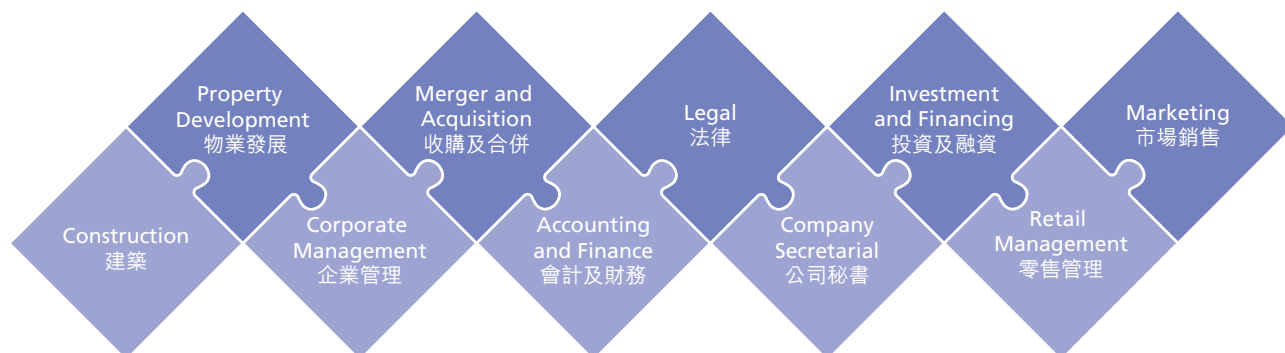 Property
Development
物業發展
Merger and
Acquisition
收購及合併
Legal
法律
Investment
and Financing
投資及融資
Marketing
市場銷售
Construction
建築
Corporate
Management
企業管理
Accounting
and Finance
會計及財務
Company
Secretarial
公司秘書
Retail
Management
零售管理